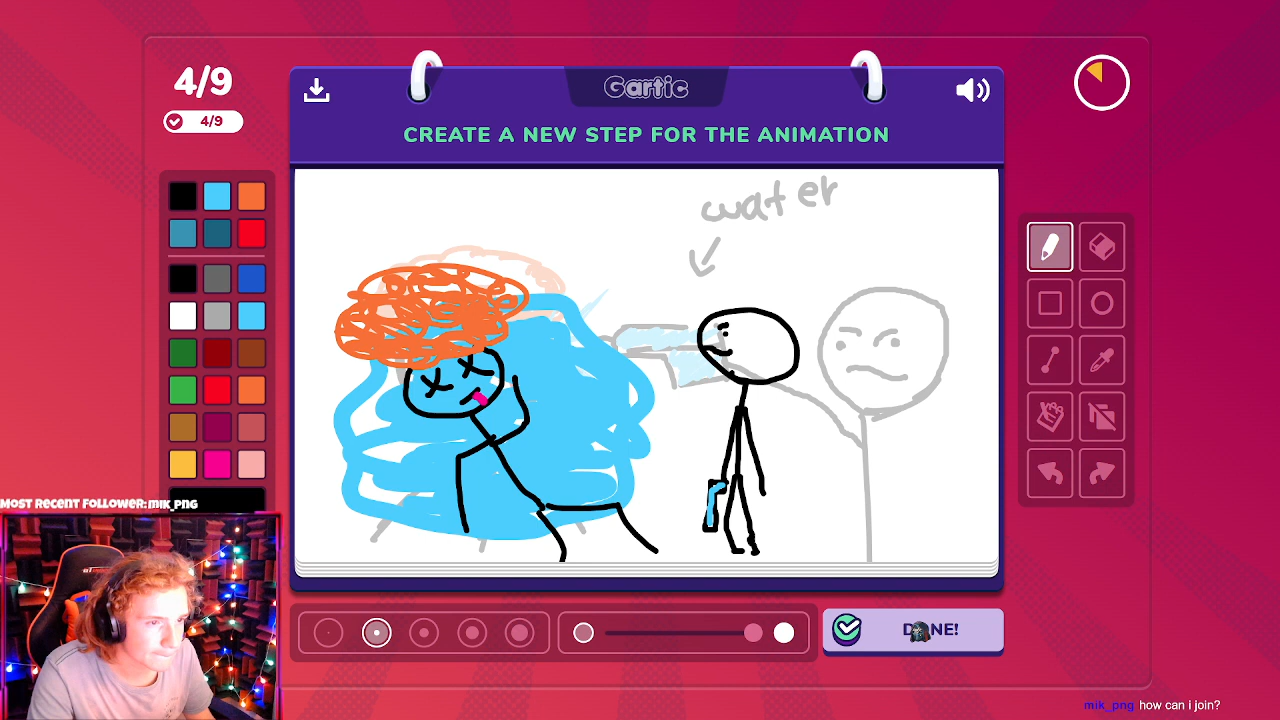 4/9
4/9
Gartic
CREATE A NEW STEP FOR THE ANIMATION
water
MOST RECENT FOLLOWER: MIK_PNG
DONE!
mik_png how can i join?